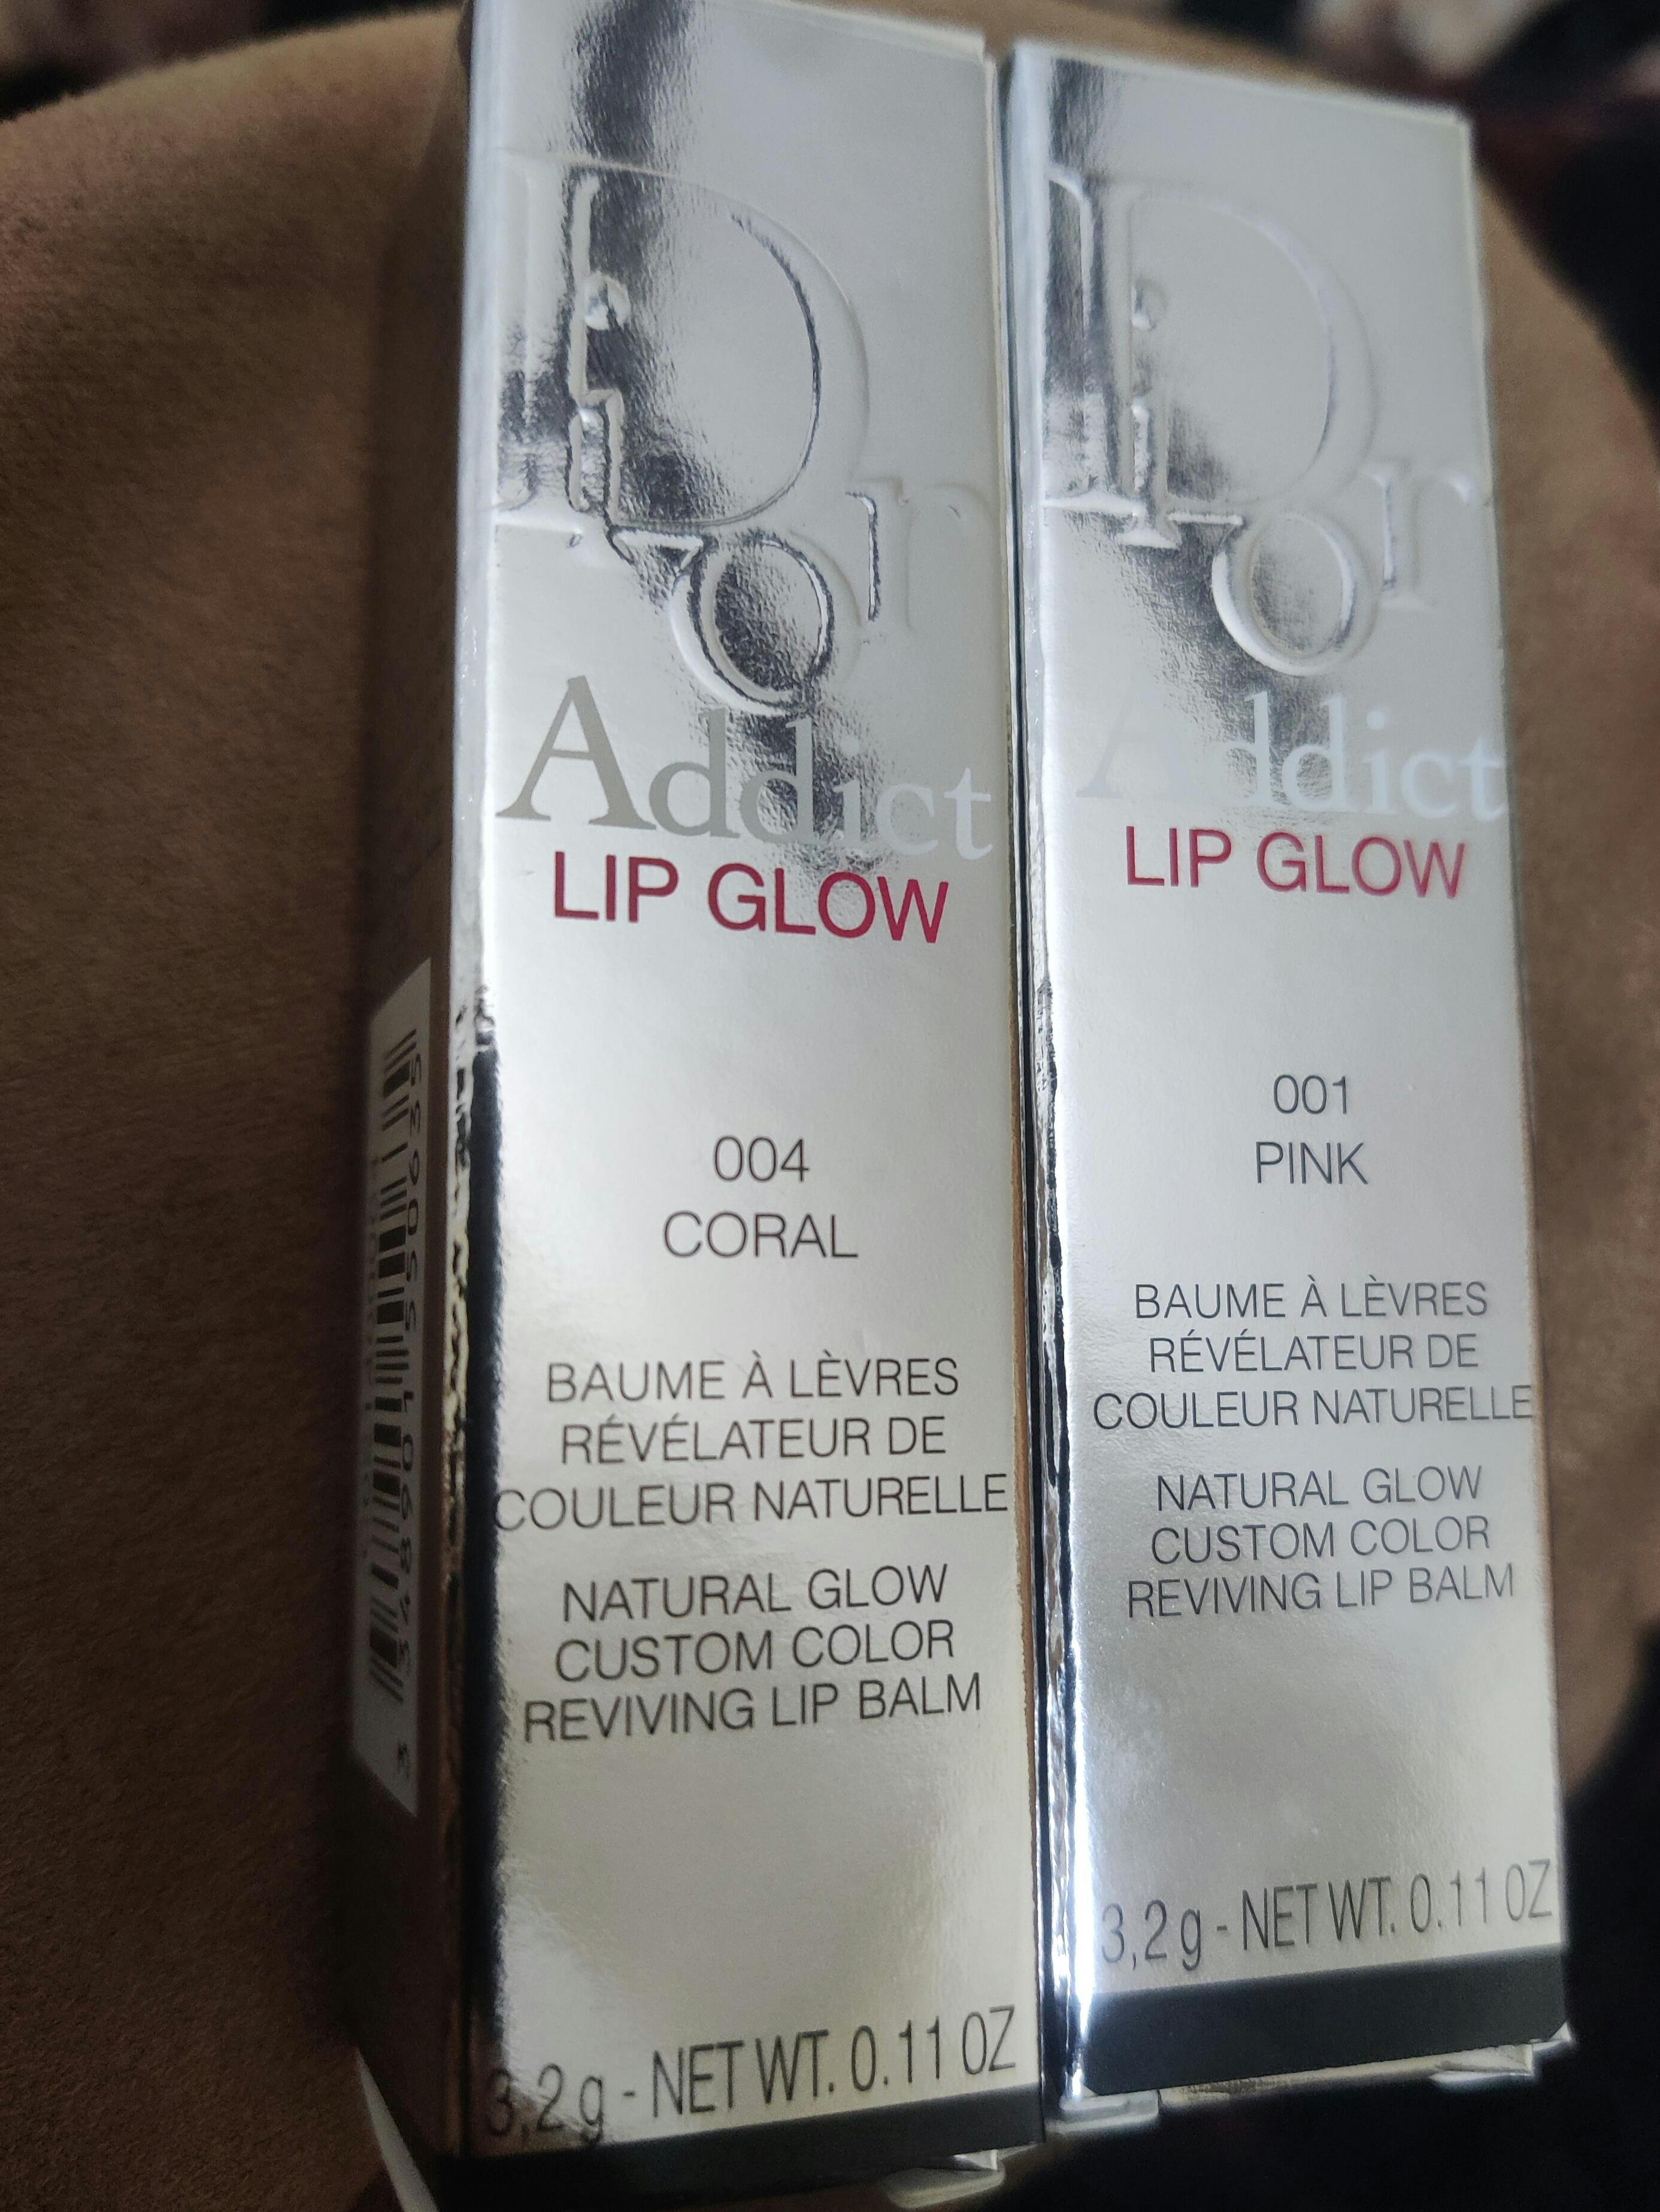 Dior
Addict
LIP GLOW
004
CORAL
BAUME À LÈVRES
RÉVÉLATEUR DE
COULEUR NATURELLE
NATURAL GLOW
CUSTOM COLOR
REVIVING LIP BALM
3,2 g - NET WT. 0.11 OZ
Dior
Addict
LIP GLOW
001
PINK
BAUME À LÈVRES
RÉVÉLATEUR DE
COULEUR NATURELLE
NATURAL GLOW
CUSTOM COLOR
REVIVING LIP BALM
3,2 g - NET WT. 0.11 OZ